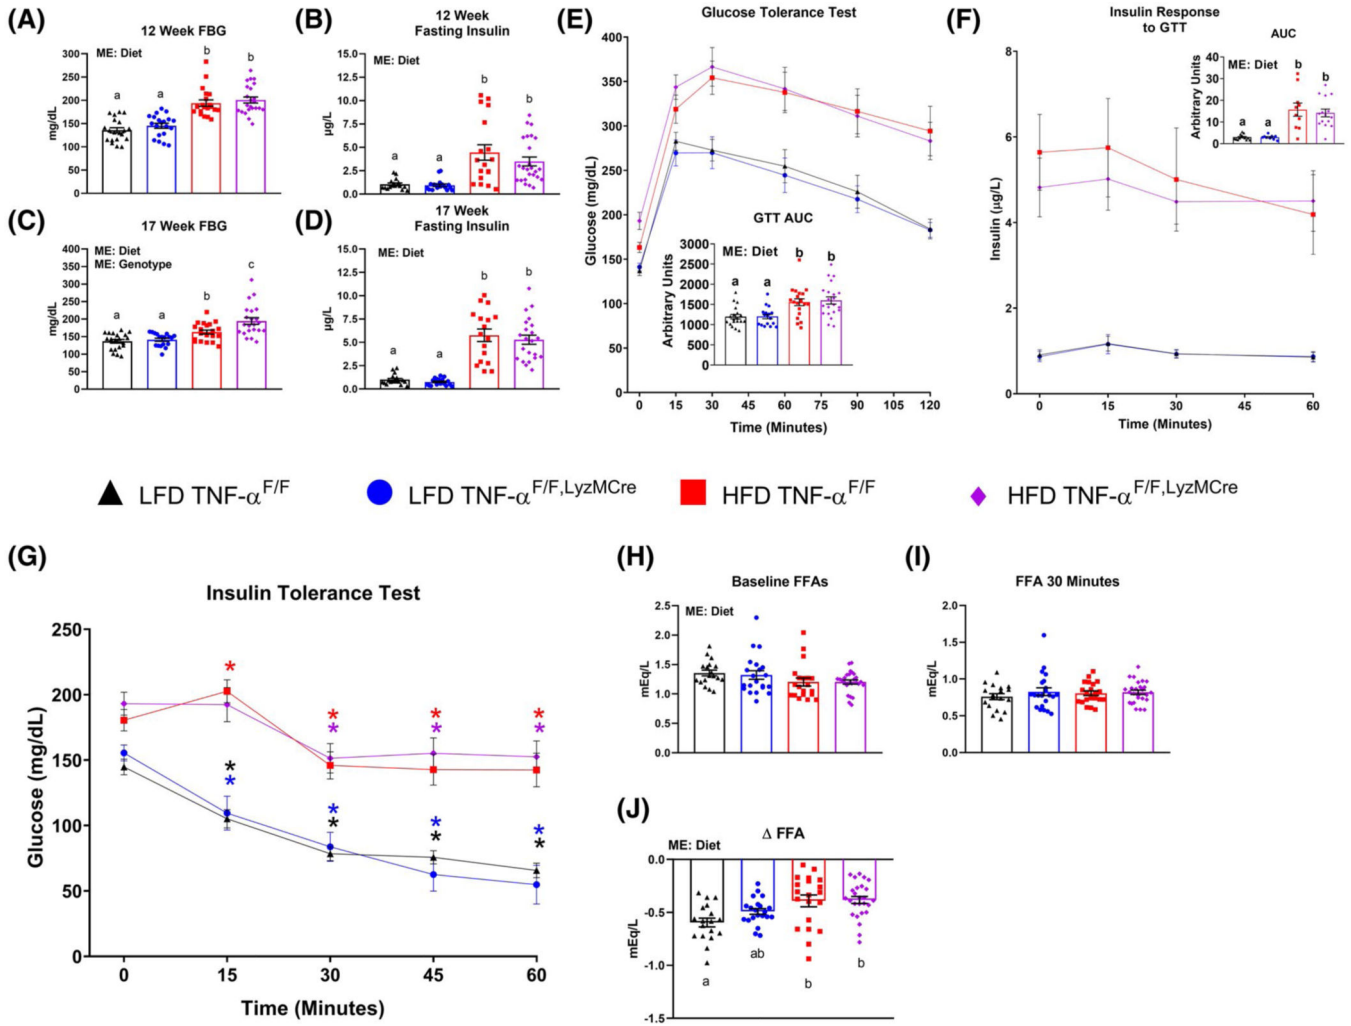 (A)
12 Week FBG
ME: Diet
mg/dL
300
250
200
150
100
50
0
a
a
b
b
(B)
12 Week
Fasting Insulin
ME: Diet
µg/L
15.0
12.5
10.0
7.5
5.0
2.5
0.0
a
a
b
b
(C)
17 Week FBG
ME: Diet
ME: Genotype
mg/dL
400
350
300
250
200
150
100
50
0
a
a
b
c
(D)
17 Week
Fasting Insulin
ME: Diet
µg/L
15.0
12.5
10.0
7.5
5.0
2.5
0.0
a
a
b
b
(E)
Glucose Tolerance Test
Glucose (mg/dL)
400
350
300
250
200
150
100
50
0
0 15 30 45 60 75 90 105 120
Time (Minutes)
GTT AUC
ME: Diet
Arbitrary Units
3000
2500
2000
1500
1000
500
0
a
a
b
b
(F)
Insulin Response
to GTT
Insulin (µg/L)
8
6
4
2
0
0 15 30 45 60
Time (Minutes)
AUC
ME: Diet
Arbitrary Units
40
30
20
10
0
a
a
b
b
LFD TNF-α^F/F
LFD TNF-α^F/F,LyzMCre
HFD TNF-α^F/F
HFD TNF-α^F/F,LyzMCre
(G)
Insulin Tolerance Test
Glucose (mg/dL)
250
200
150
100
50
0
* * * *
* * *
* * * *
* * * *
0 15 30 45 60
Time (Minutes)
(H)
Baseline FFAs
ME: Diet
mEq/L
2.5
2.0
1.5
1.0
0.5
0.0
(I)
FFA 30 Minutes
mEq/L
2.0
1.5
1.0
0.5
0.0
(J)
Δ FFA
ME: Diet
mEq/L
0.0
-0.5
-1.0
-1.5
a
ab
b
b